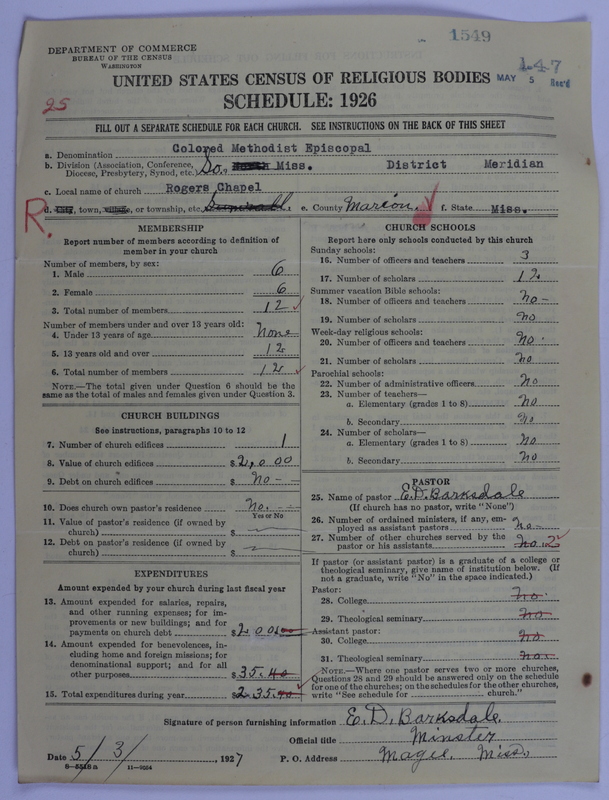 1549
DEPARTMENT OF COMMERCE
BUREAU OF THE CENSUS
WASHINGTON
147
MAY 5 Rec'd
UNITED STATES CENSUS OF RELIGIOUS BODIES
25
SCHEDULE: 1926
FILL OUT A SEPARATE SCHEDULE FOR EACH CHURCH. SEE INSTRUCTIONS ON THE BACK OF THIS SHEET
a. Denomination Colored Methodist Episcopal
b. Division (Association, Conference, Diocese, Presbytery, Synod, etc.) So. Miss. District Meridian
c. Local name of church Rogers Chapel
d. City, town, village, or township, etc. Sumrall. e. County Marion. f. State Miss.
R.
MEMBERSHIP
Report number of members according to definition of
member in your church
Number of members, by sex:
1. Male 6
2. Female 6
3. Total number of members 12
Number of members under and over 13 years old:
4. Under 13 years of age None
5. 13 years old and over 12
6. Total number of members 12
NOTE.—The total given under Question 6 should be
same as the total of males and females given under Question 3.
CHURCH BUILDINGS
See instructions, paragraphs 10 to 12
7. Number of church edifices 1
8. Value of church edifices $2,000
9. Debt on church edifices $ no -
10. Does church own pastor's residence no.
Yes or No
11. Value of pastor's residence (if owned by
church) $
12. Debt on pastor's residence (if owned by
church) $
EXPENDITURES
Amount expended by church during last fiscal year
13. Amount expended for salaries, repairs,
and other running expenses; for im-
provements or new buildings; and for
payments on church debt $200.00
14. Amount expended for benevolences,
including home and foreign missions; for
denominational support; and for all
other purposes $35.40
15. Total expenditures during year $235.40
CHURCH SCHOOLS
Report here only schools conducted by this church
Sunday schools:
16. Number of officers and teachers 3
17. Number of scholars 12
Summer vacation Bible schools:
18. Number of officers and teachers no -
19. Number of scholars no
Week-day religious schools:
20. Number of officers and teachers no.
21. Number of scholars no
Parochial schools:
22. Number of administrative officers no
23. Number of teachers—
a. Elementary (grades 1 to 8) no
b. Secondary no
24. Number of scholars—
a. Elementary (grades 1 to 8) no
b. Secondary no
PASTOR
25. Name of pastor E.D. Barksdale
(If church has no pastor, write "None")
26. Number of ordained ministers, if any, em-
ployed as assistant pastors no -
27. Number of other churches served by the
pastor or his assistants no. 2
If pastor (or assistant pastor) is a graduate of a college or
theological seminary, give name of institution below. (If
not a graduate, write "No" in the space indicated.)
Pastor:
28. College no.
29. Theological seminary no
Assistant pastor:
30. College no
31. Theological seminary no.
NOTE.—Where one pastor serves two or more churches,
Questions 28 and 29 should be answered only on the schedule
for one of the churches; on the schedules for the other churches,
write "See schedule for church."
Signature of person furnishing information E. D. Barksdale
Official title Minster
Date 5/3 1927 P. O. Address Magee, Miss.
8—5518a 11—9054